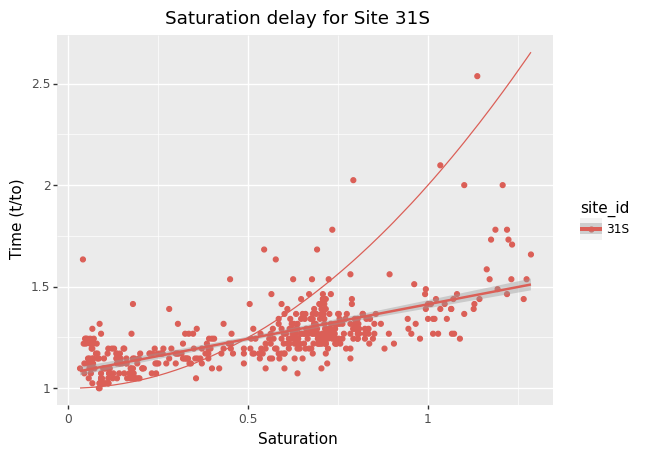 Saturation delay for Site 31S
Time (t/to)
2.5
2
1.5
1
0
0.5
1
Saturation
site_id
31S